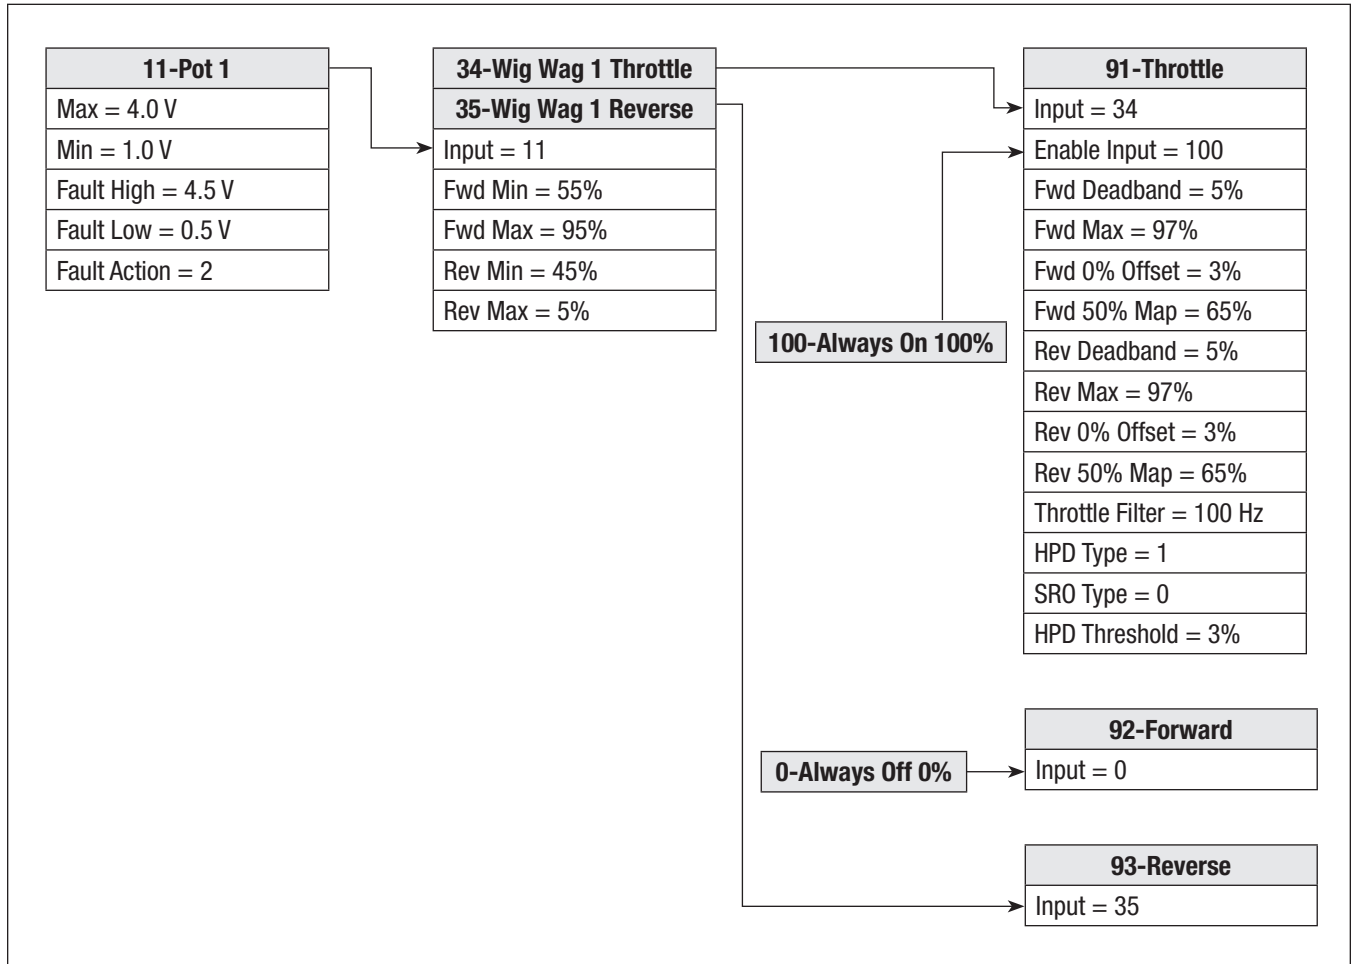 11-Pot 1
Max = 4.0 V
Min = 1.0 V
Fault High = 4.5 V
Fault Low = 0.5 V
Fault Action = 2
34-Wig Wag 1 Throttle
35-Wig Wag 1 Reverse
Input = 11
Fwd Min = 55%
Fwd Max = 95%
Rev Min = 45%
Rev Max = 5%
100-Always On 100%
91-Throttle
Input = 34
Enable Input = 100
Fwd Deadband = 5%
Fwd Max = 97%
Fwd 0% Offset = 3%
Fwd 50% Map = 65%
Rev Deadband = 5%
Rev Max = 97%
Rev 0% Offset = 3%
Rev 50% Map = 65%
Throttle Filter = 100 Hz
HPD Type = 1
SRO Type = 0
HPD Threshold = 3%
0-Always Off 0%
92-Forward
Input = 0
93-Reverse
Input = 35